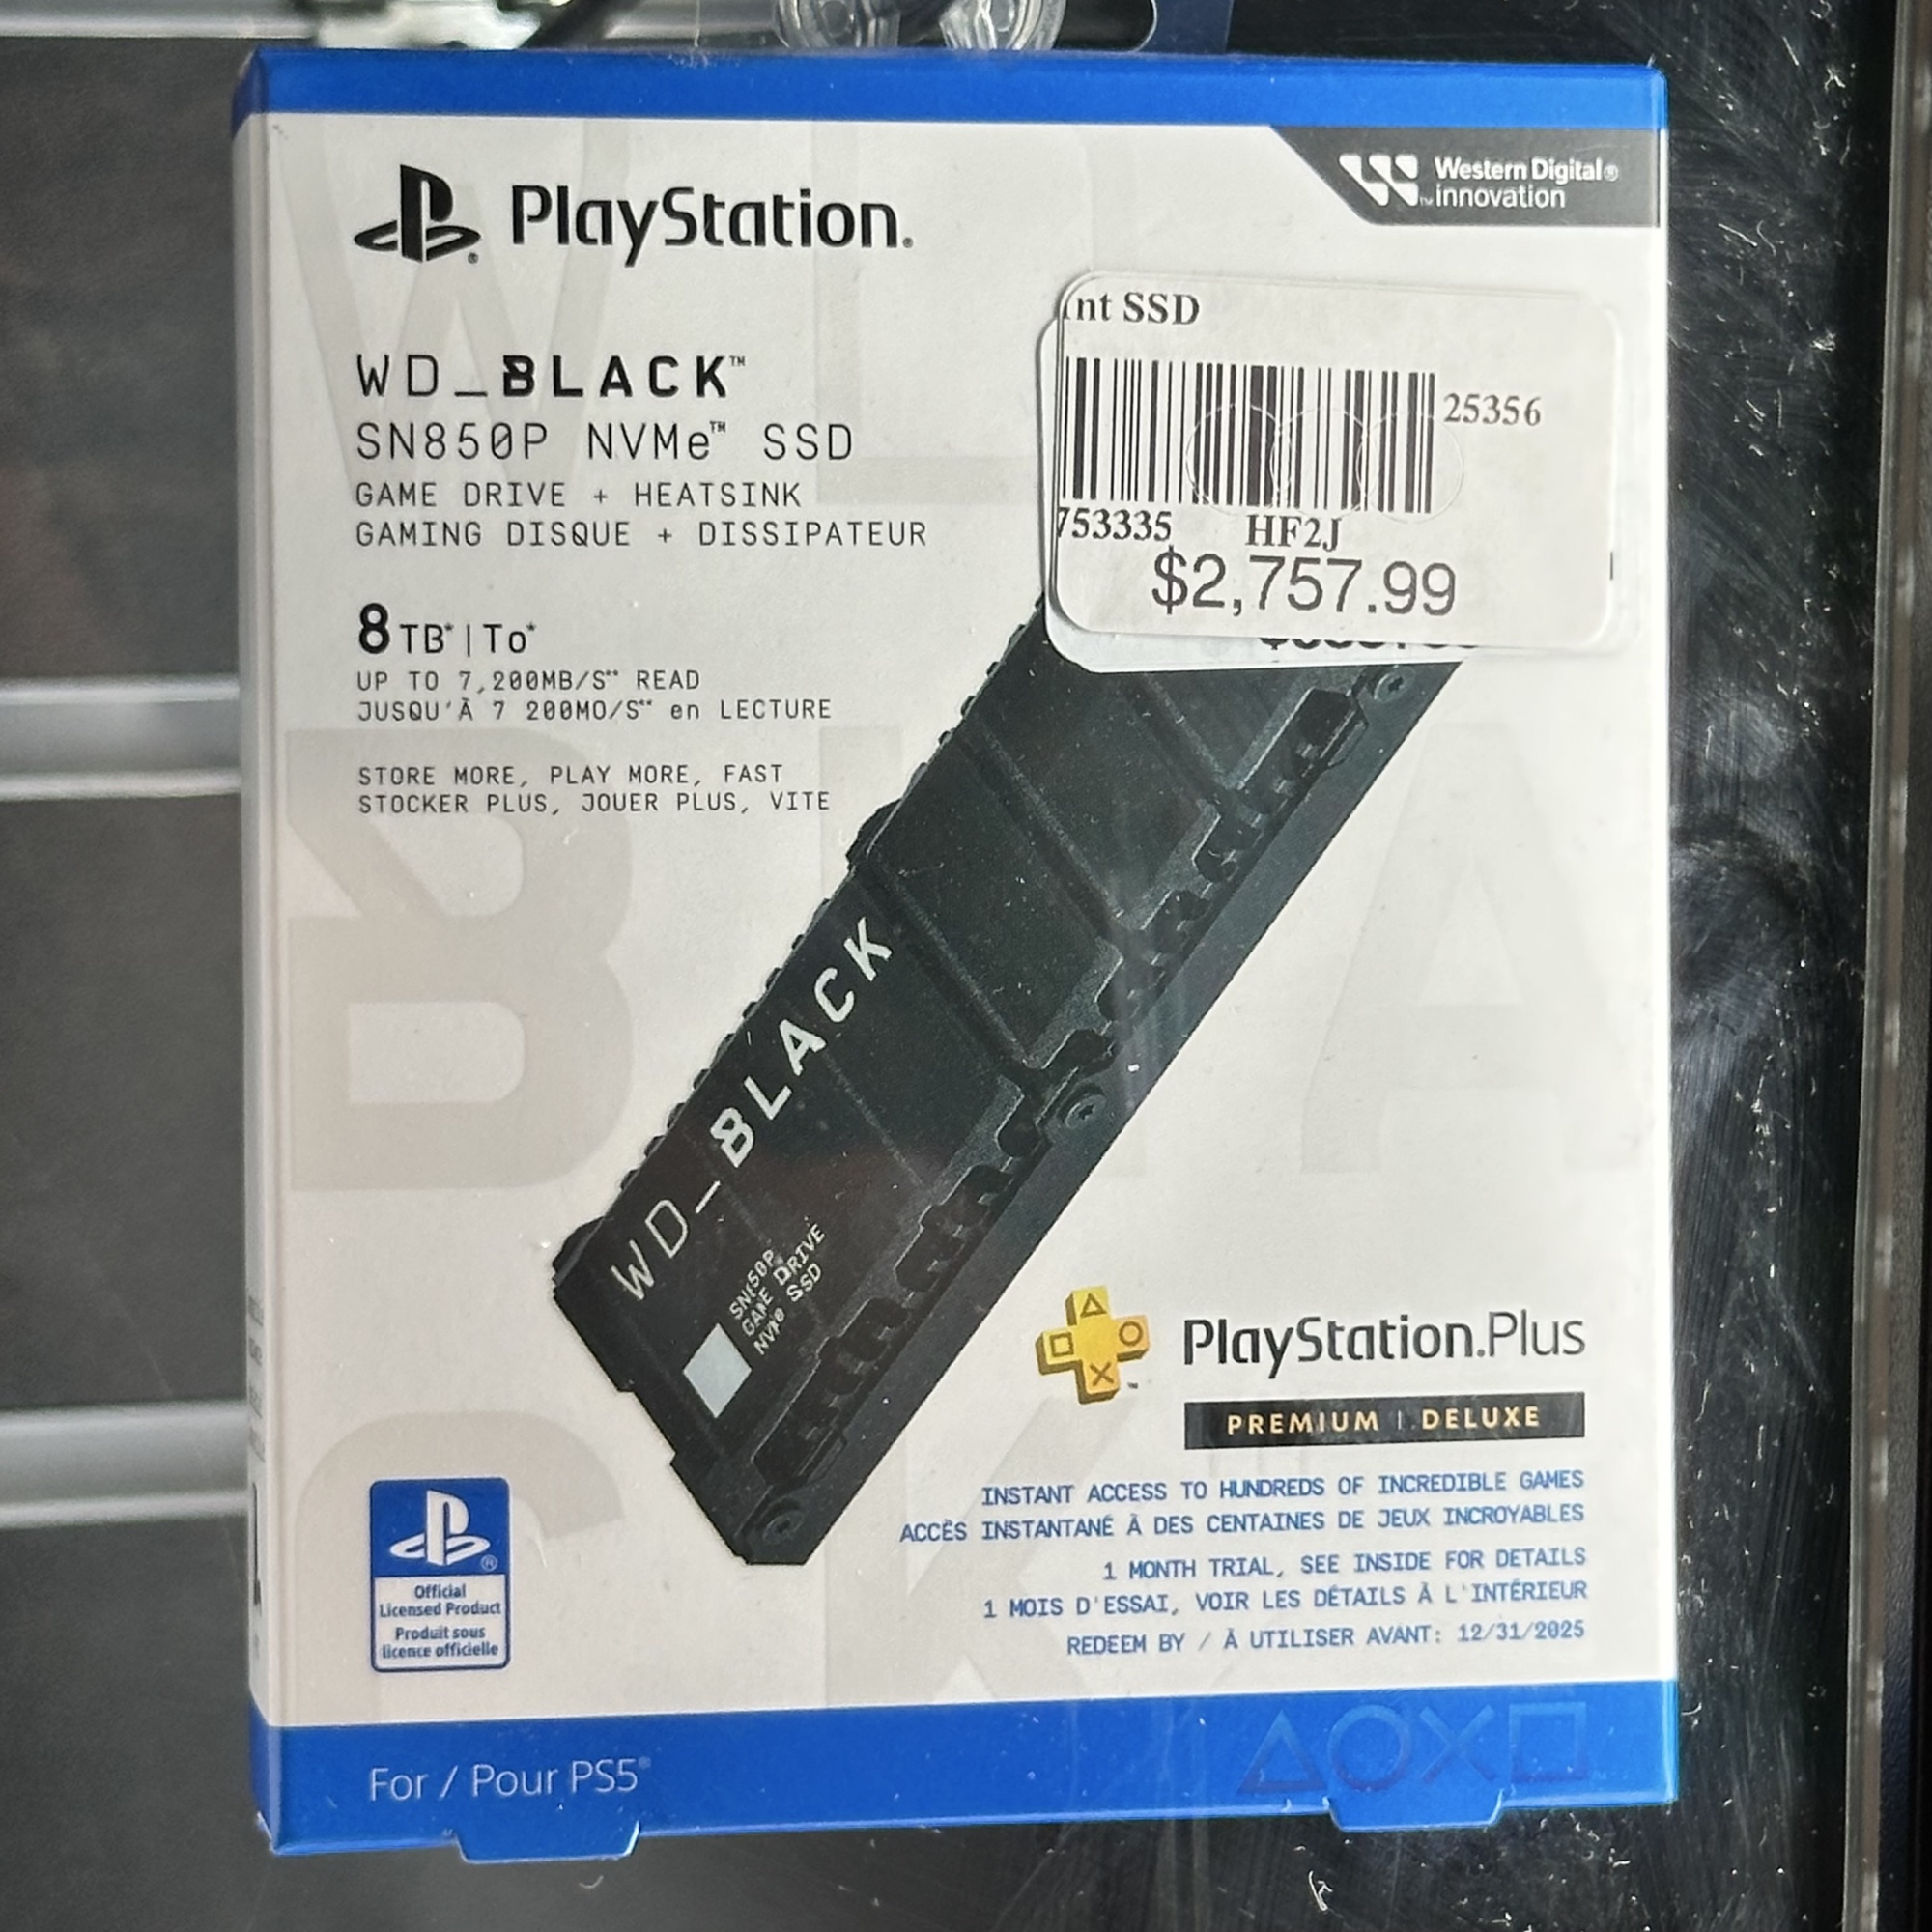 PlayStation®
Western Digital®
™innovation
WD_BLACK™
SN850P NVMe™ SSD
GAME DRIVE + HEATSINK
GAMING DISQUE + DISSIPATEUR
8 TB* | To*
UP TO 7,200MB/S** READ
JUSQU'À 7 200MO/S** en LECTURE
STORE MORE, PLAY MORE, FAST
STOCKER PLUS, JOUER PLUS, VITE
nt SSD
25356
753335 HF2J
$2,757.99
WD_BLACK
SN850P
GAME DRIVE
NVMe SSD
PlayStation.Plus
PREMIUM | DELUXE
INSTANT ACCESS TO HUNDREDS OF INCREDIBLE GAMES
ACCÈS INSTANTANÉ À DES CENTAINES DE JEUX INCROYABLES
1 MONTH TRIAL, SEE INSIDE FOR DETAILS
1 MOIS D'ESSAI, VOIR LES DÉTAILS À L'INTÉRIEUR
REDEEM BY / À UTILISER AVANT: 12/31/2025
Official
Licensed Product
Produit sous
licence officielle
For / Pour PS5®